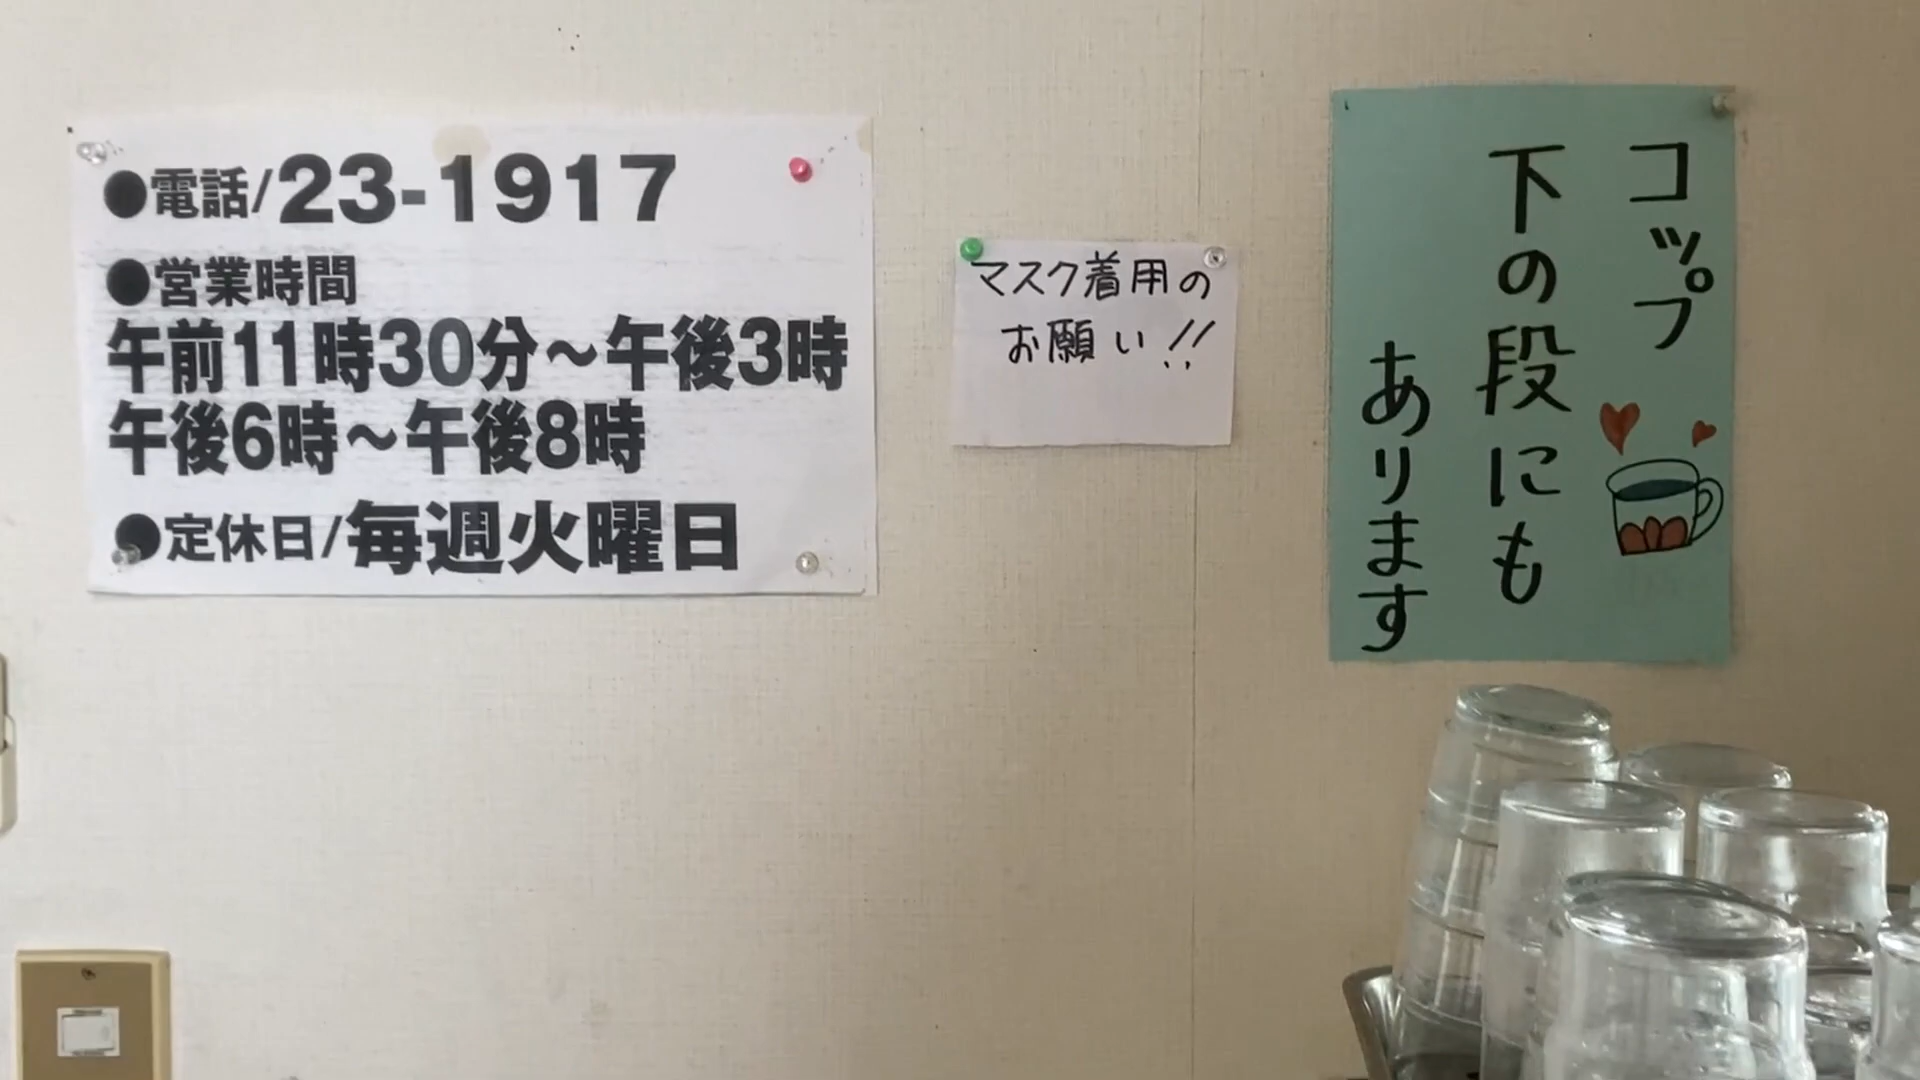 ●電話/23-1917
●営業時間
午前11時30分～午後3時
午後6時～午後8時
●定休日/毎週火曜日
マスク着用の
お願い!!
コップ
下の段にも
あります